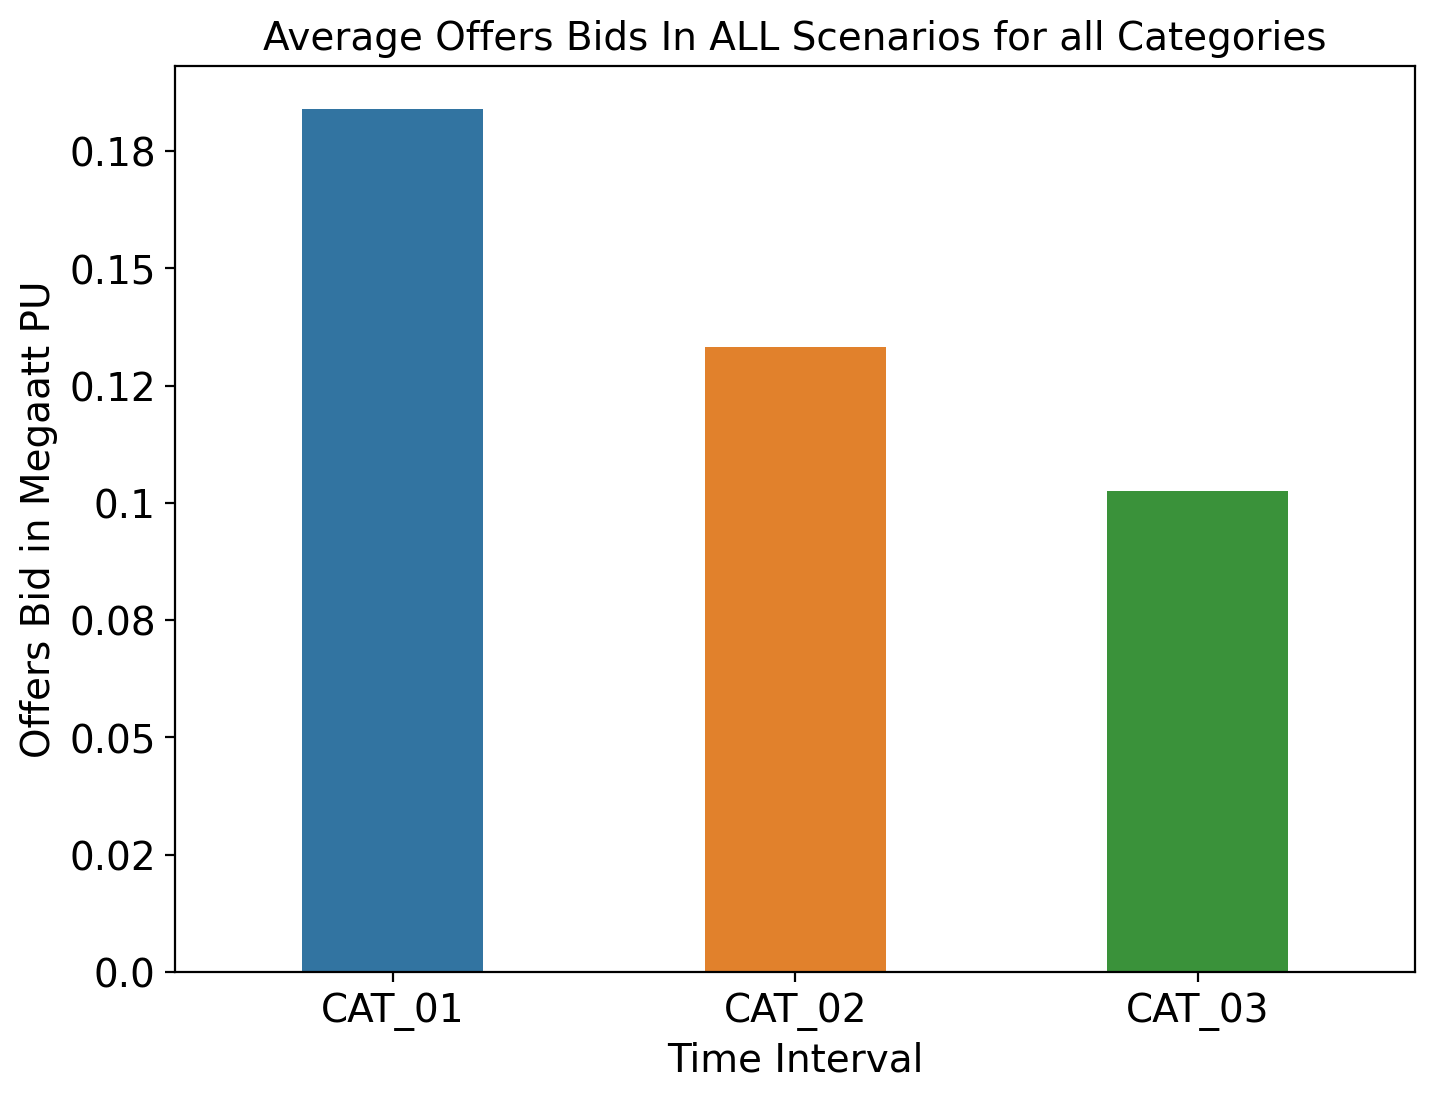 Average Offers Bids In ALL Scenarios for all Categories
Offers Bid in Megaatt PU
0.18
0.15
0.12
0.1
0.08
0.05
0.02
0.0
CAT_01 CAT_02 CAT_03
Time Interval